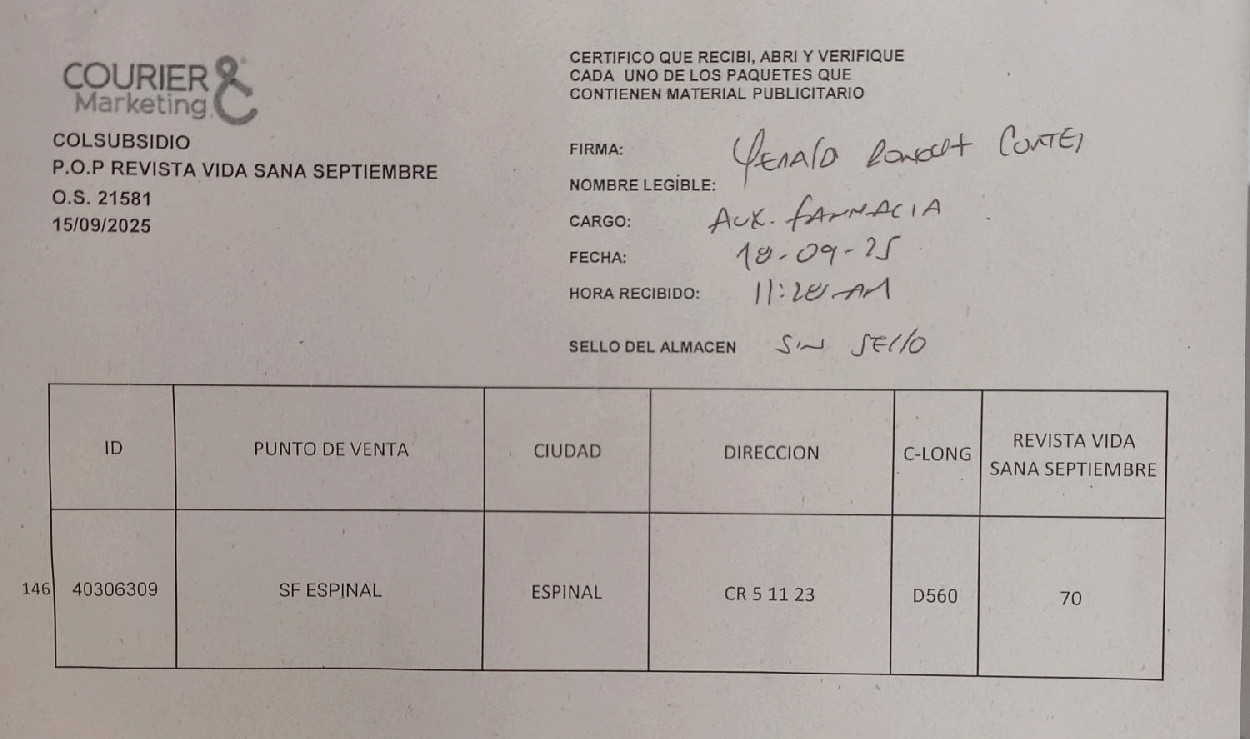 COURIER &
Marketing
COLSUBSIDIO
P.O.P REVISTA VIDA SANA SEPTIEMBRE
O.S. 21581
15/09/2025
CERTIFICO QUE RECIBI, ABRI Y VERIFIQUE
CADA UNO DE LOS PAQUETES QUE
CONTIENEN MATERIAL PUBLICITARIO
FIRMA:
NOMBRE LEGIBLE: Yerald Cortes
CARGO: Aux. farmacia
FECHA: 18-09-25
HORA RECIBIDO: 11:28 AM
SELLO DEL ALMACEN Sin Sello
ID PUNTO DE VENTA CIUDAD DIRECCION C-LONG REVISTA VIDA
SANA SEPTIEMBRE
146 40306309 SF ESPINAL ESPINAL CR 5 11 23 D560 70